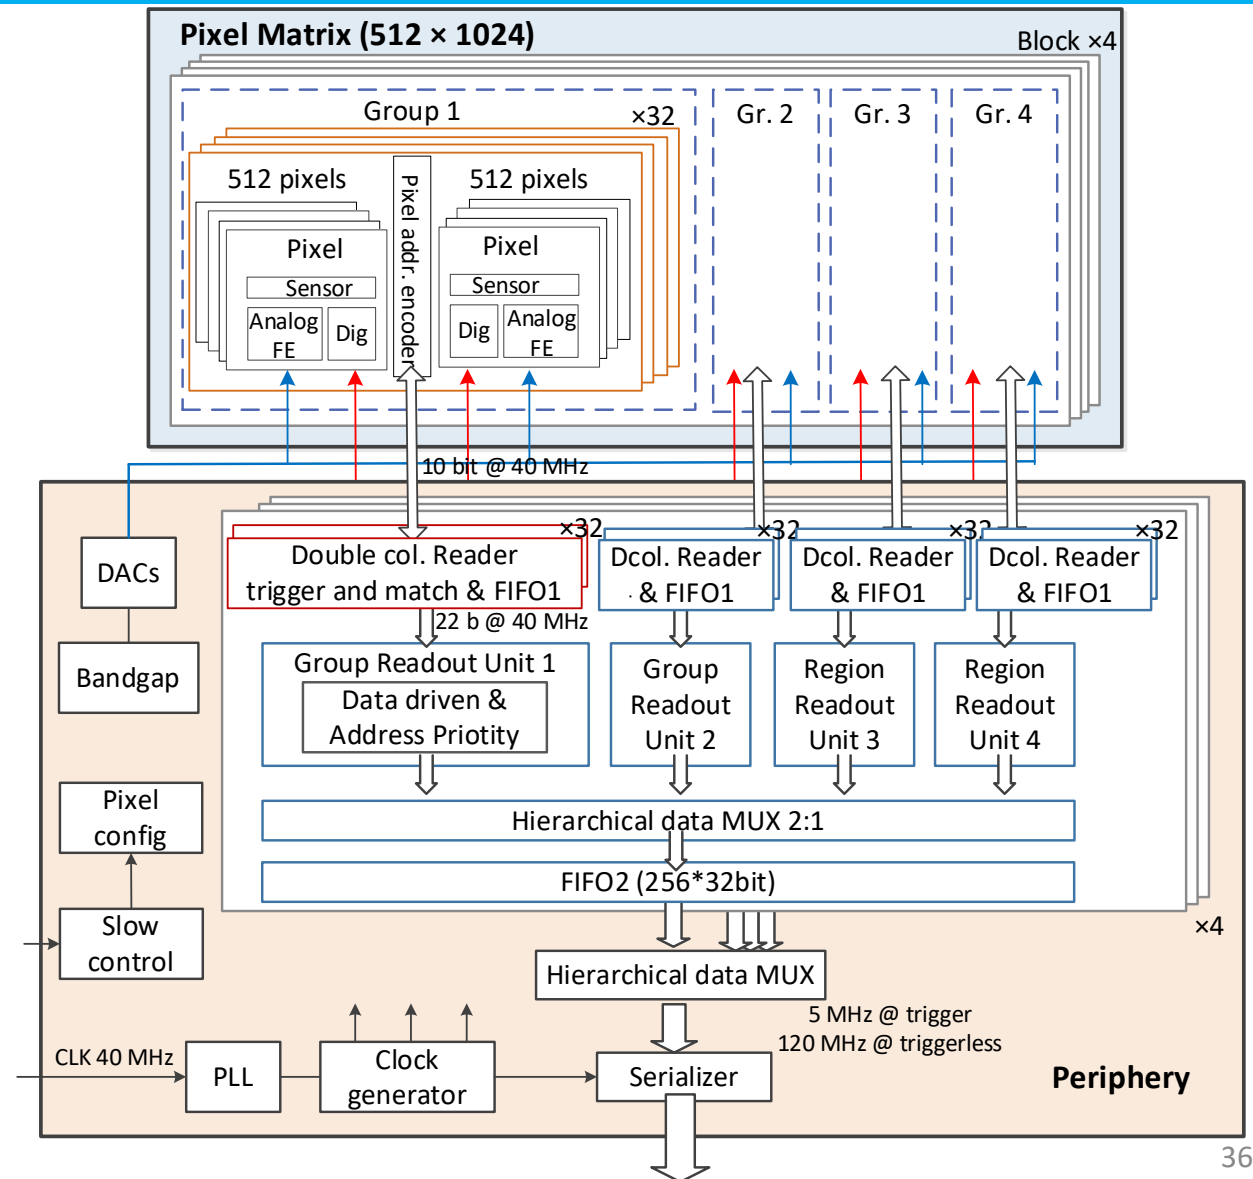 Pixel Matrix (512 × 1024)
Block ×4
Group 1
×32
Gr. 2
Gr. 3
Gr. 4
512 pixels
512 pixels
Pixel addr. encoder
Pixel
Sensor
Analog
FE
Dig
Pixel
Sensor
Dig
Analog
FE
10 bit @ 40 MHz
×32
×32
×32
×32
Double col. Reader
trigger and match & FIFO1
Dcol. Reader
& FIFO1
Dcol. Reader
& FIFO1
Dcol. Reader
& FIFO1
DACs
Bandgap
22 b @ 40 MHz
Group Readout Unit 1
Data driven &
Address Priotity
Group
Readout
Unit 2
Region
Readout
Unit 3
Region
Readout
Unit 4
Pixel
config
Hierarchical data MUX 2:1
FIFO2 (256*32bit)
Slow
control
×4
Hierarchical data MUX
5 MHz @ trigger
120 MHz @ triggerless
CLK 40 MHz
PLL
Clock
generator
Serializer
Periphery
36